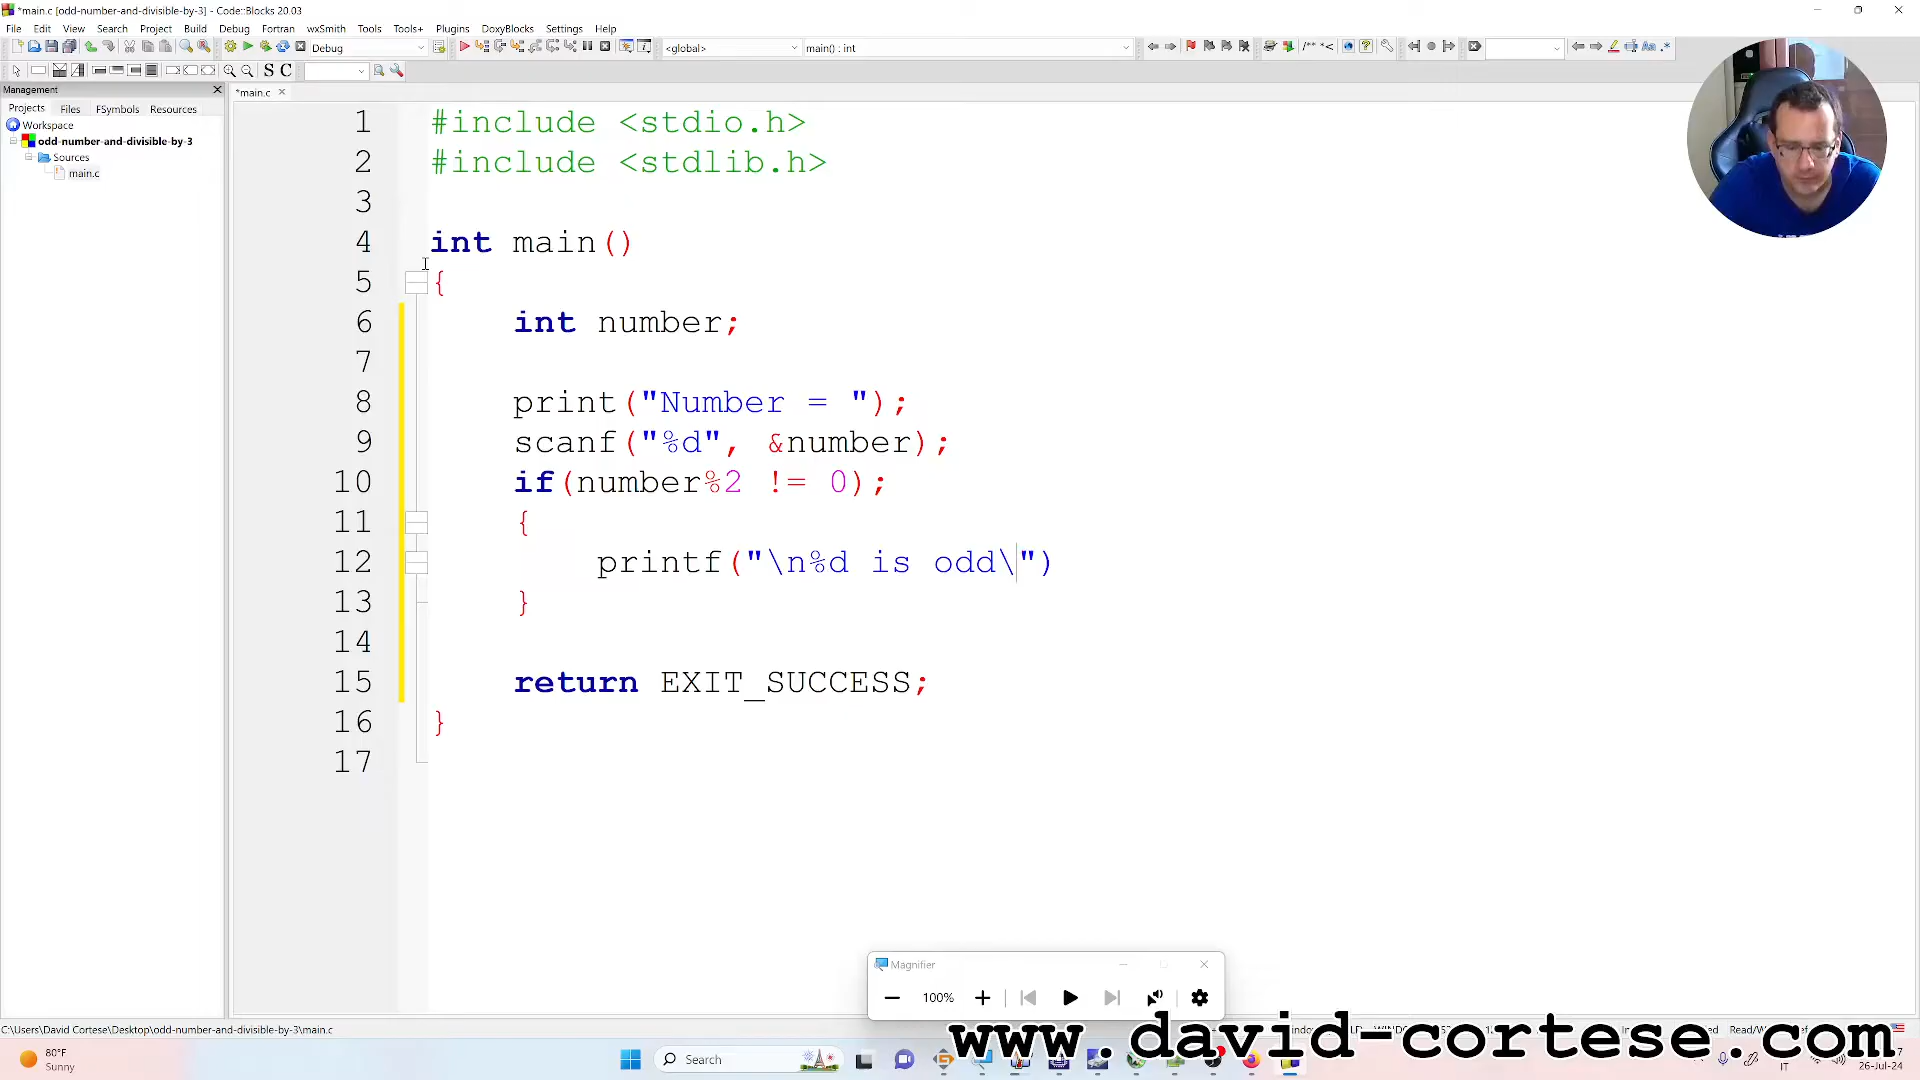 *main.c [odd-number-and-divisible-by-3] - Code::Blocks 20.03
File Edit View Search Project Build Debug Fortran wxSmith Tools Tools+ Plugins DoxyBlocks Settings Help
Debug
<global>
main() : int
/** *<
Aa .*
S C
Management
Projects Files FSymbols Resources
Workspace
odd-number-and-divisible-by-3
Sources
main.c
*main.c
1 #include <stdio.h>
2 #include <stdlib.h>
3
4 int main()
5 {
6 int number;
7
8 print("Number = ");
9 scanf("%d", &number);
10 if(number%2 != 0);
11 {
12 printf("\n%d is odd\")
13 }
14
15 return EXIT_SUCCESS;
16 }
17
Magnifier
100%
C:\Users\David Cortese\Desktop\odd-number-and-divisible-by-3\main.c
www.david-cortese.com
80°F
Sunny
Search
IT
26-Jul-24